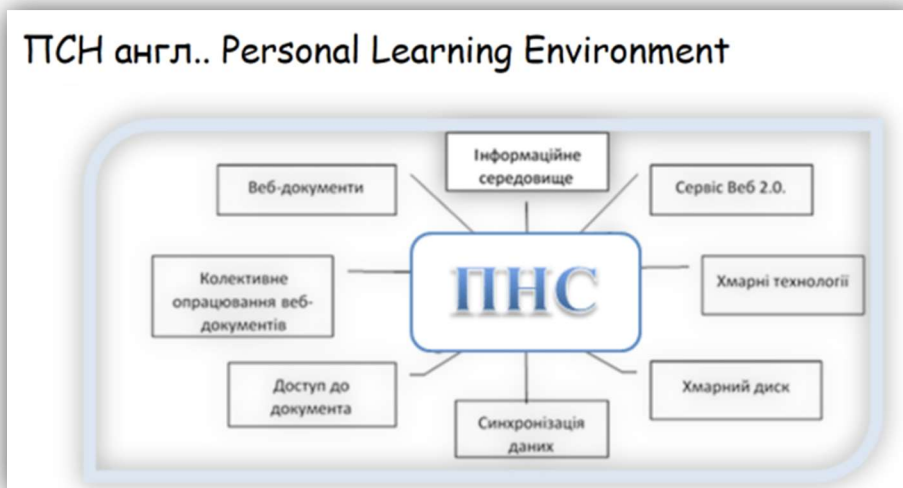 ПСН англ.. Personal Learning Environment
Інформаційне
середовище
Веб-документи
Сервіс Веб 2.0.
ПНС
Колективне
опрацювання веб-
документів
Хмарні технології
Доступ до
документа
Хмарний диск
Синхронізація
даних